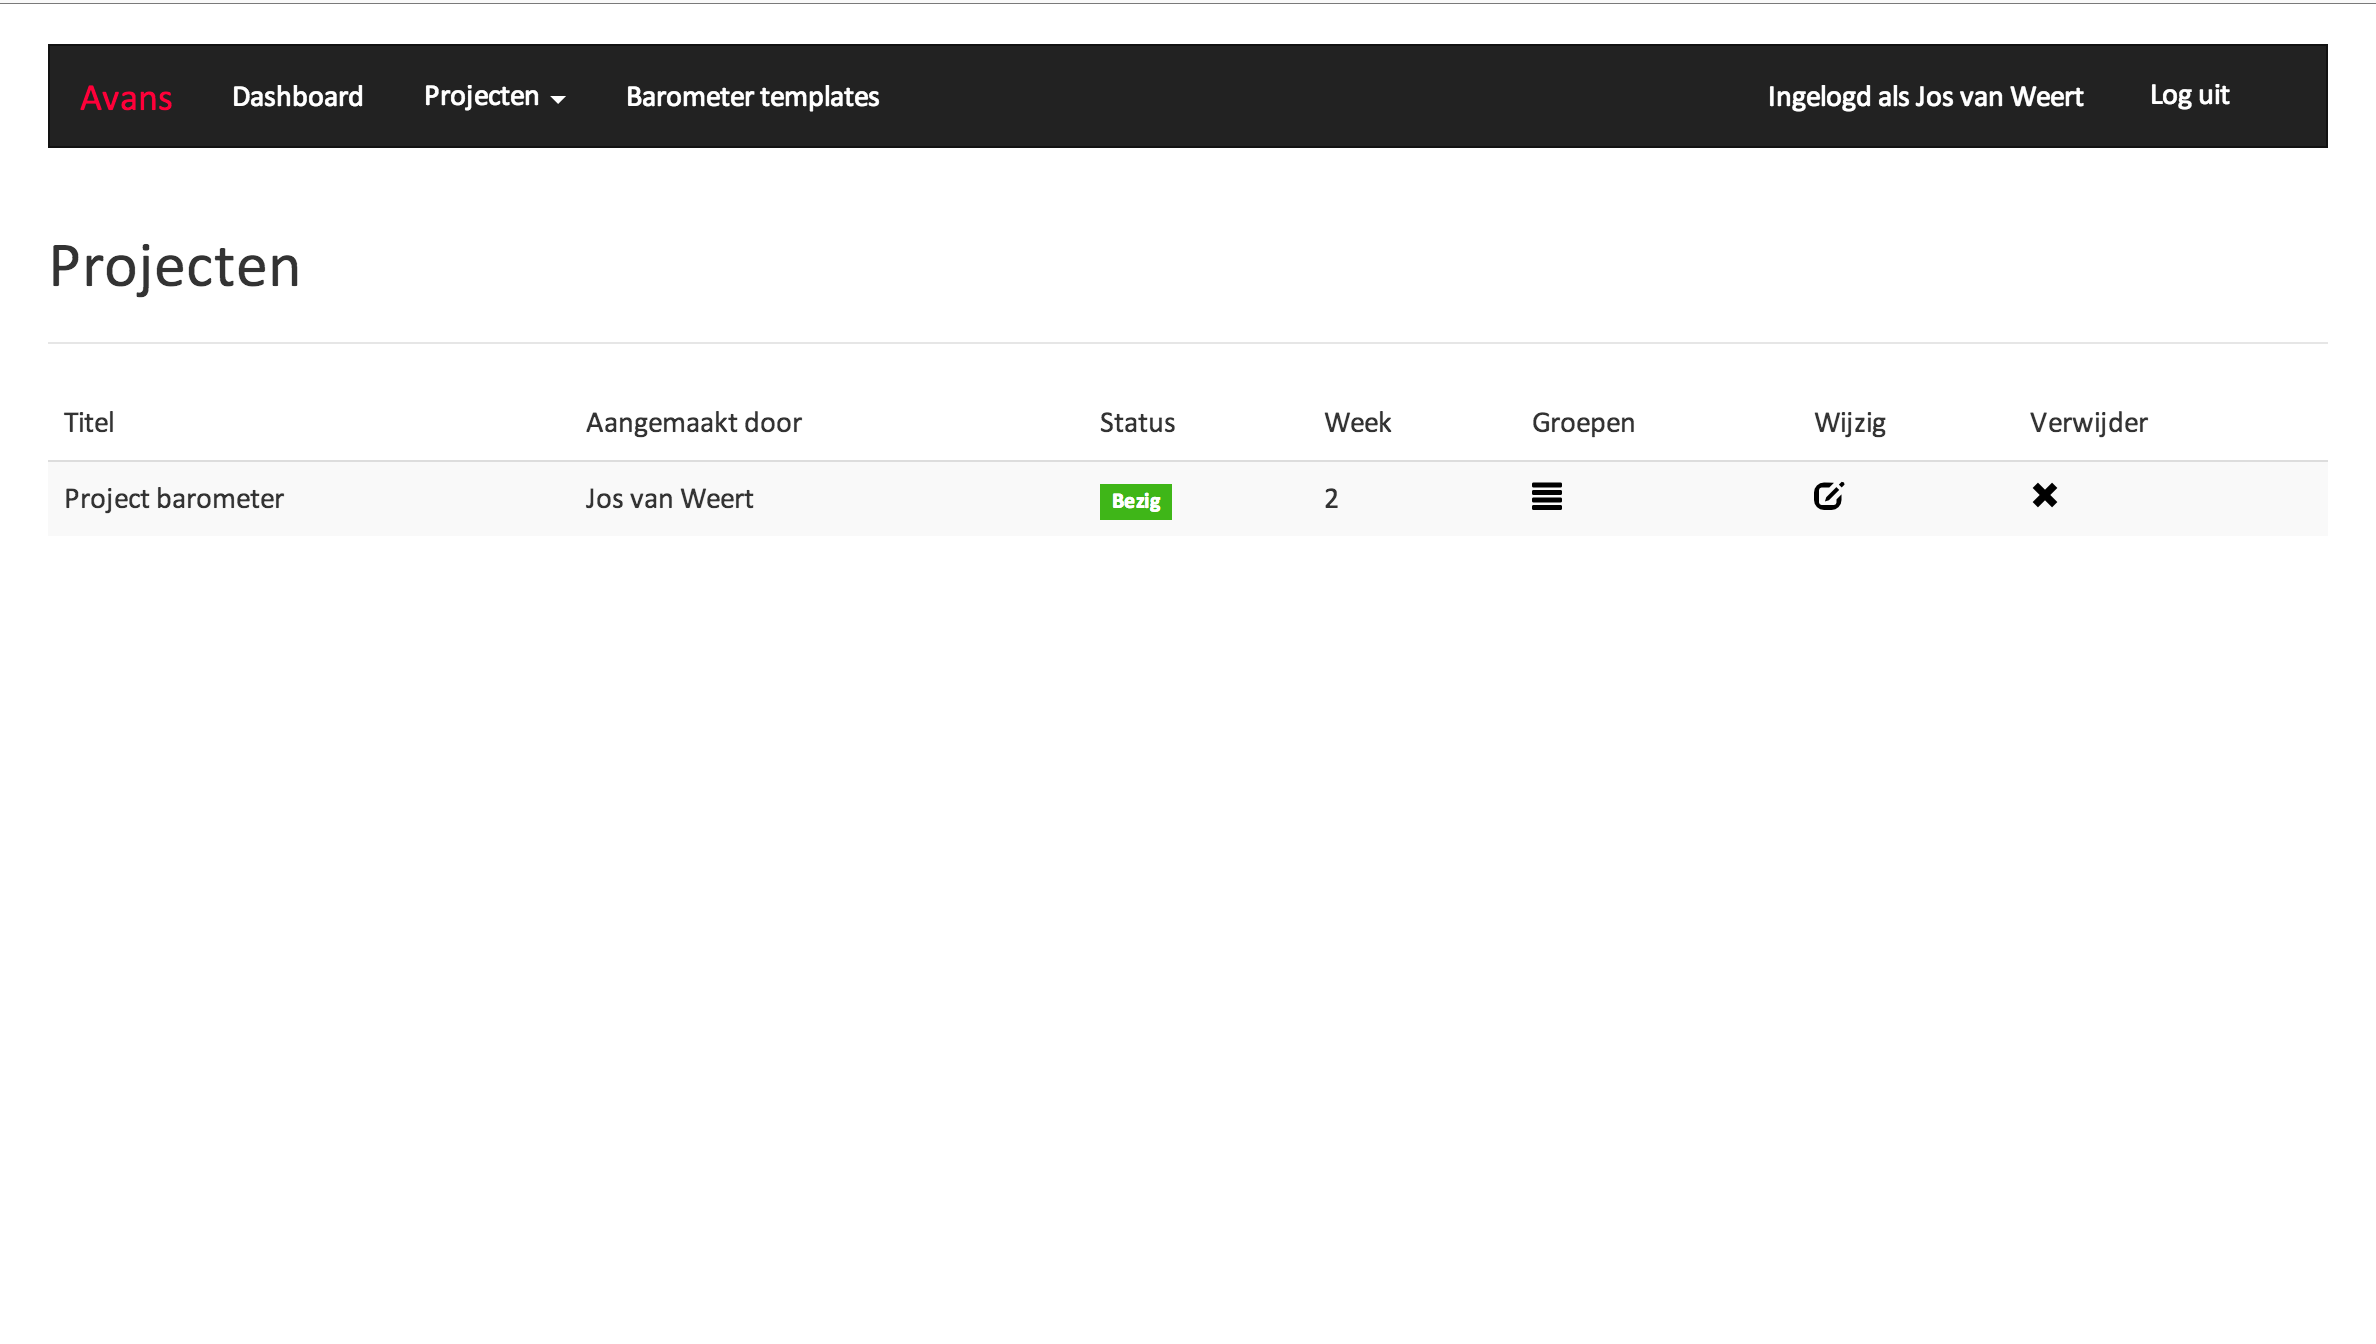 Avans Dashboard Projecten Barometer templates Ingelogd als Jos van Weert Log uit
Projecten
Titel Aangemaakt door Status Week Groepen Wijzig Verwijder
Project barometer Jos van Weert Bezig 2